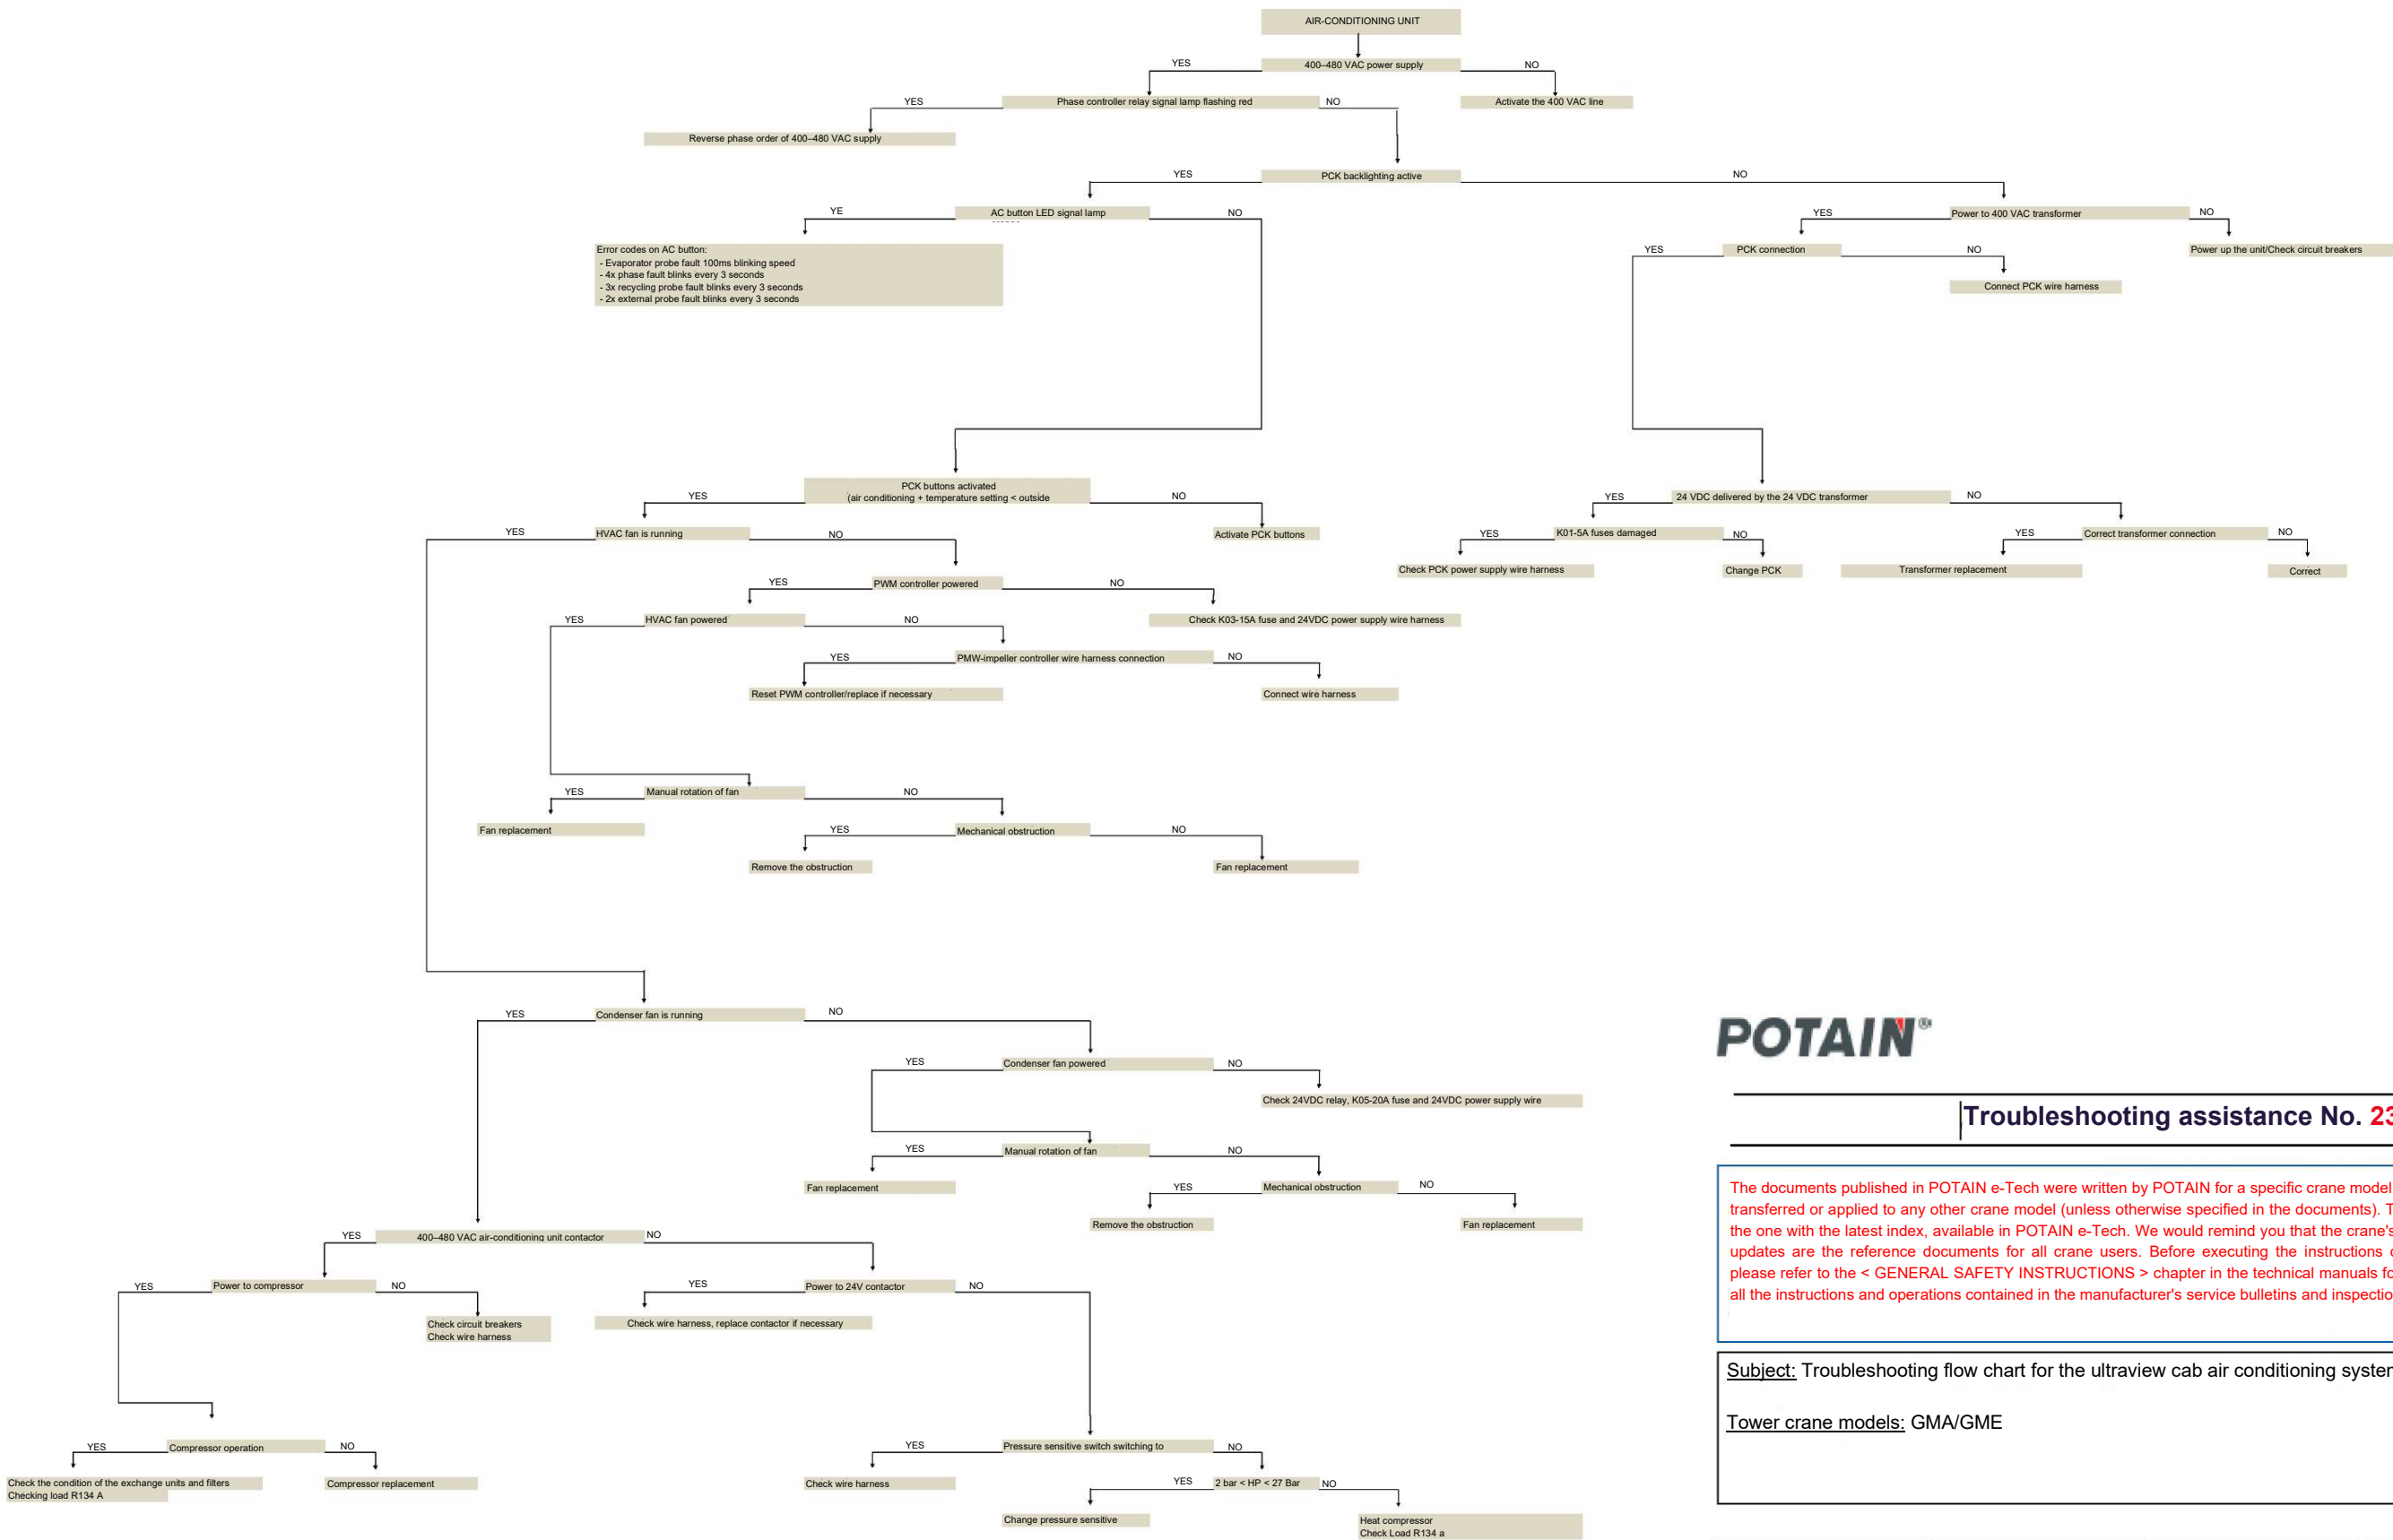 AIR-CONDITIONING UNIT
YES
400–480 VAC power supply
NO
YES
Phase controller relay signal lamp flashing red
NO
Activate the 400 VAC line
Reverse phase order of 400–480 VAC supply
YES
PCK backlighting active
NO
YE
AC button LED signal lamp
NO
YES
Power to 400 VAC transformer
NO
Error codes on AC button:
- Evaporator probe fault 100ms blinking speed
- 4x phase fault blinks every 3 seconds
- 3x recycling probe fault blinks every 3 seconds
- 2x external probe fault blinks every 3 seconds
YES
PCK connection
NO
Power up the unit/Check circuit breakers
Connect PCK wire harness
PCK buttons activated
(air conditioning + temperature setting < outside
YES
NO
YES
24 VDC delivered by the 24 VDC transformer
NO
YES
HVAC fan is running
NO
Activate PCK buttons
YES
K01-5A fuses damaged
NO
YES
Correct transformer connection
NO
Check PCK power supply wire harness
Change PCK
Transformer replacement
Correct
YES
PWM controller powered
NO
YES
HVAC fan powered
NO
Check K03-15A fuse and 24VDC power supply wire harness
YES
PMW-impeller controller wire harness connection
NO
Reset PWM controller/replace if necessary
Connect wire harness
YES
Manual rotation of fan
NO
Fan replacement
YES
Mechanical obstruction
NO
Remove the obstruction
Fan replacement
YES
Condenser fan is running
NO
YES
Condenser fan powered
NO
Check 24VDC relay, K05-20A fuse and 24VDC power supply wire
YES
Manual rotation of fan
NO
Fan replacement
YES
Mechanical obstruction
NO
Remove the obstruction
Fan replacement
YES
400–480 VAC air-conditioning unit contactor
NO
YES
Power to compressor
NO
YES
Power to 24V contactor
NO
Check circuit breakers
Check wire harness
Check wire harness, replace contactor if necessary
YES
Compressor operation
NO
YES
Pressure sensitive switch switching to
NO
Check the condition of the exchange units and filters
Checking load R134 A
Compressor replacement
Check wire harness
YES
2 bar < HP < 27 Bar
NO
Change pressure sensitive
Heat compressor
Check Load R134 a
POTAIN®
Troubleshooting assistance No. 23
The documents published in POTAIN e-Tech were written by POTAIN for a specific crane model
transferred or applied to any other crane model (unless otherwise specified in the documents). T
the one with the latest index, available in POTAIN e-Tech. We would remind you that the crane's
updates are the reference documents for all crane users. Before executing the instructions
please refer to the < GENERAL SAFETY INSTRUCTIONS > chapter in the technical manuals fo
all the instructions and operations contained in the manufacturer's service bulletins and inspectio
Subject: Troubleshooting flow chart for the ultraview cab air conditioning system
Tower crane models: GMA/GME